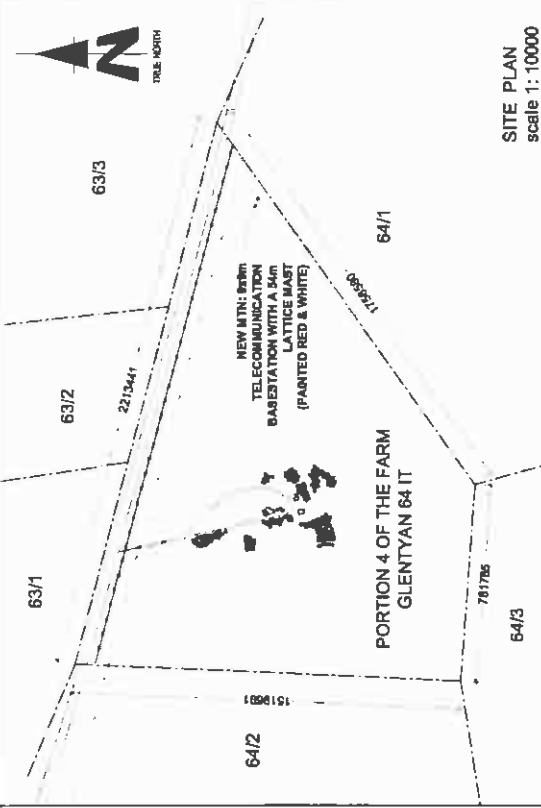 TRUE NORTH
63/3
63/2
63/1
2213441
NEW MTN: 9x9m
TELECOMMUNICATION
BASESTATION WITH A 54m
LATTICE MAST
(PAINTED RED & WHITE)
64/1
PORTION 4 OF THE FARM
GLENTYAN 64 IT
781785
64/3
64/2
SITE PLAN
scale 1: 10000